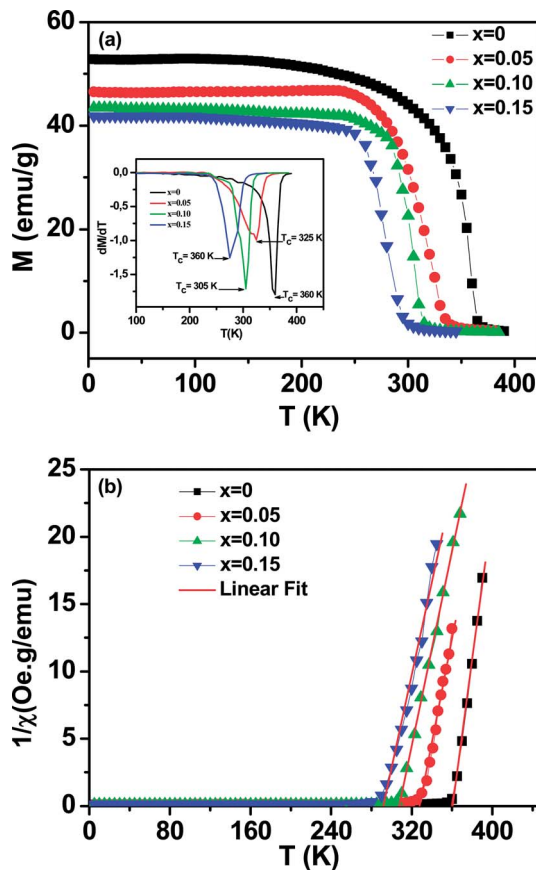 (a)
x=0
x=0.05
x=0.10
x=0.15
60
40
20
0
M (emu/g)
0,0
-0,5
-1,0
-1,5
dM/dT
x=0
x=0.05
x=0.10
x=0.15
T_C = 325 K
T_C = 360 K
T_C = 305 K
T_C = 360 K
100 200 300 400
T(K)
0 100 200 300 400
T (K)
(b)
x=0
x=0.05
x=0.10
x=0.15
Linear Fit
25
20
15
10
5
0
1/χ(Oe.g/emu)
0 80 160 240 320 400
T (K)